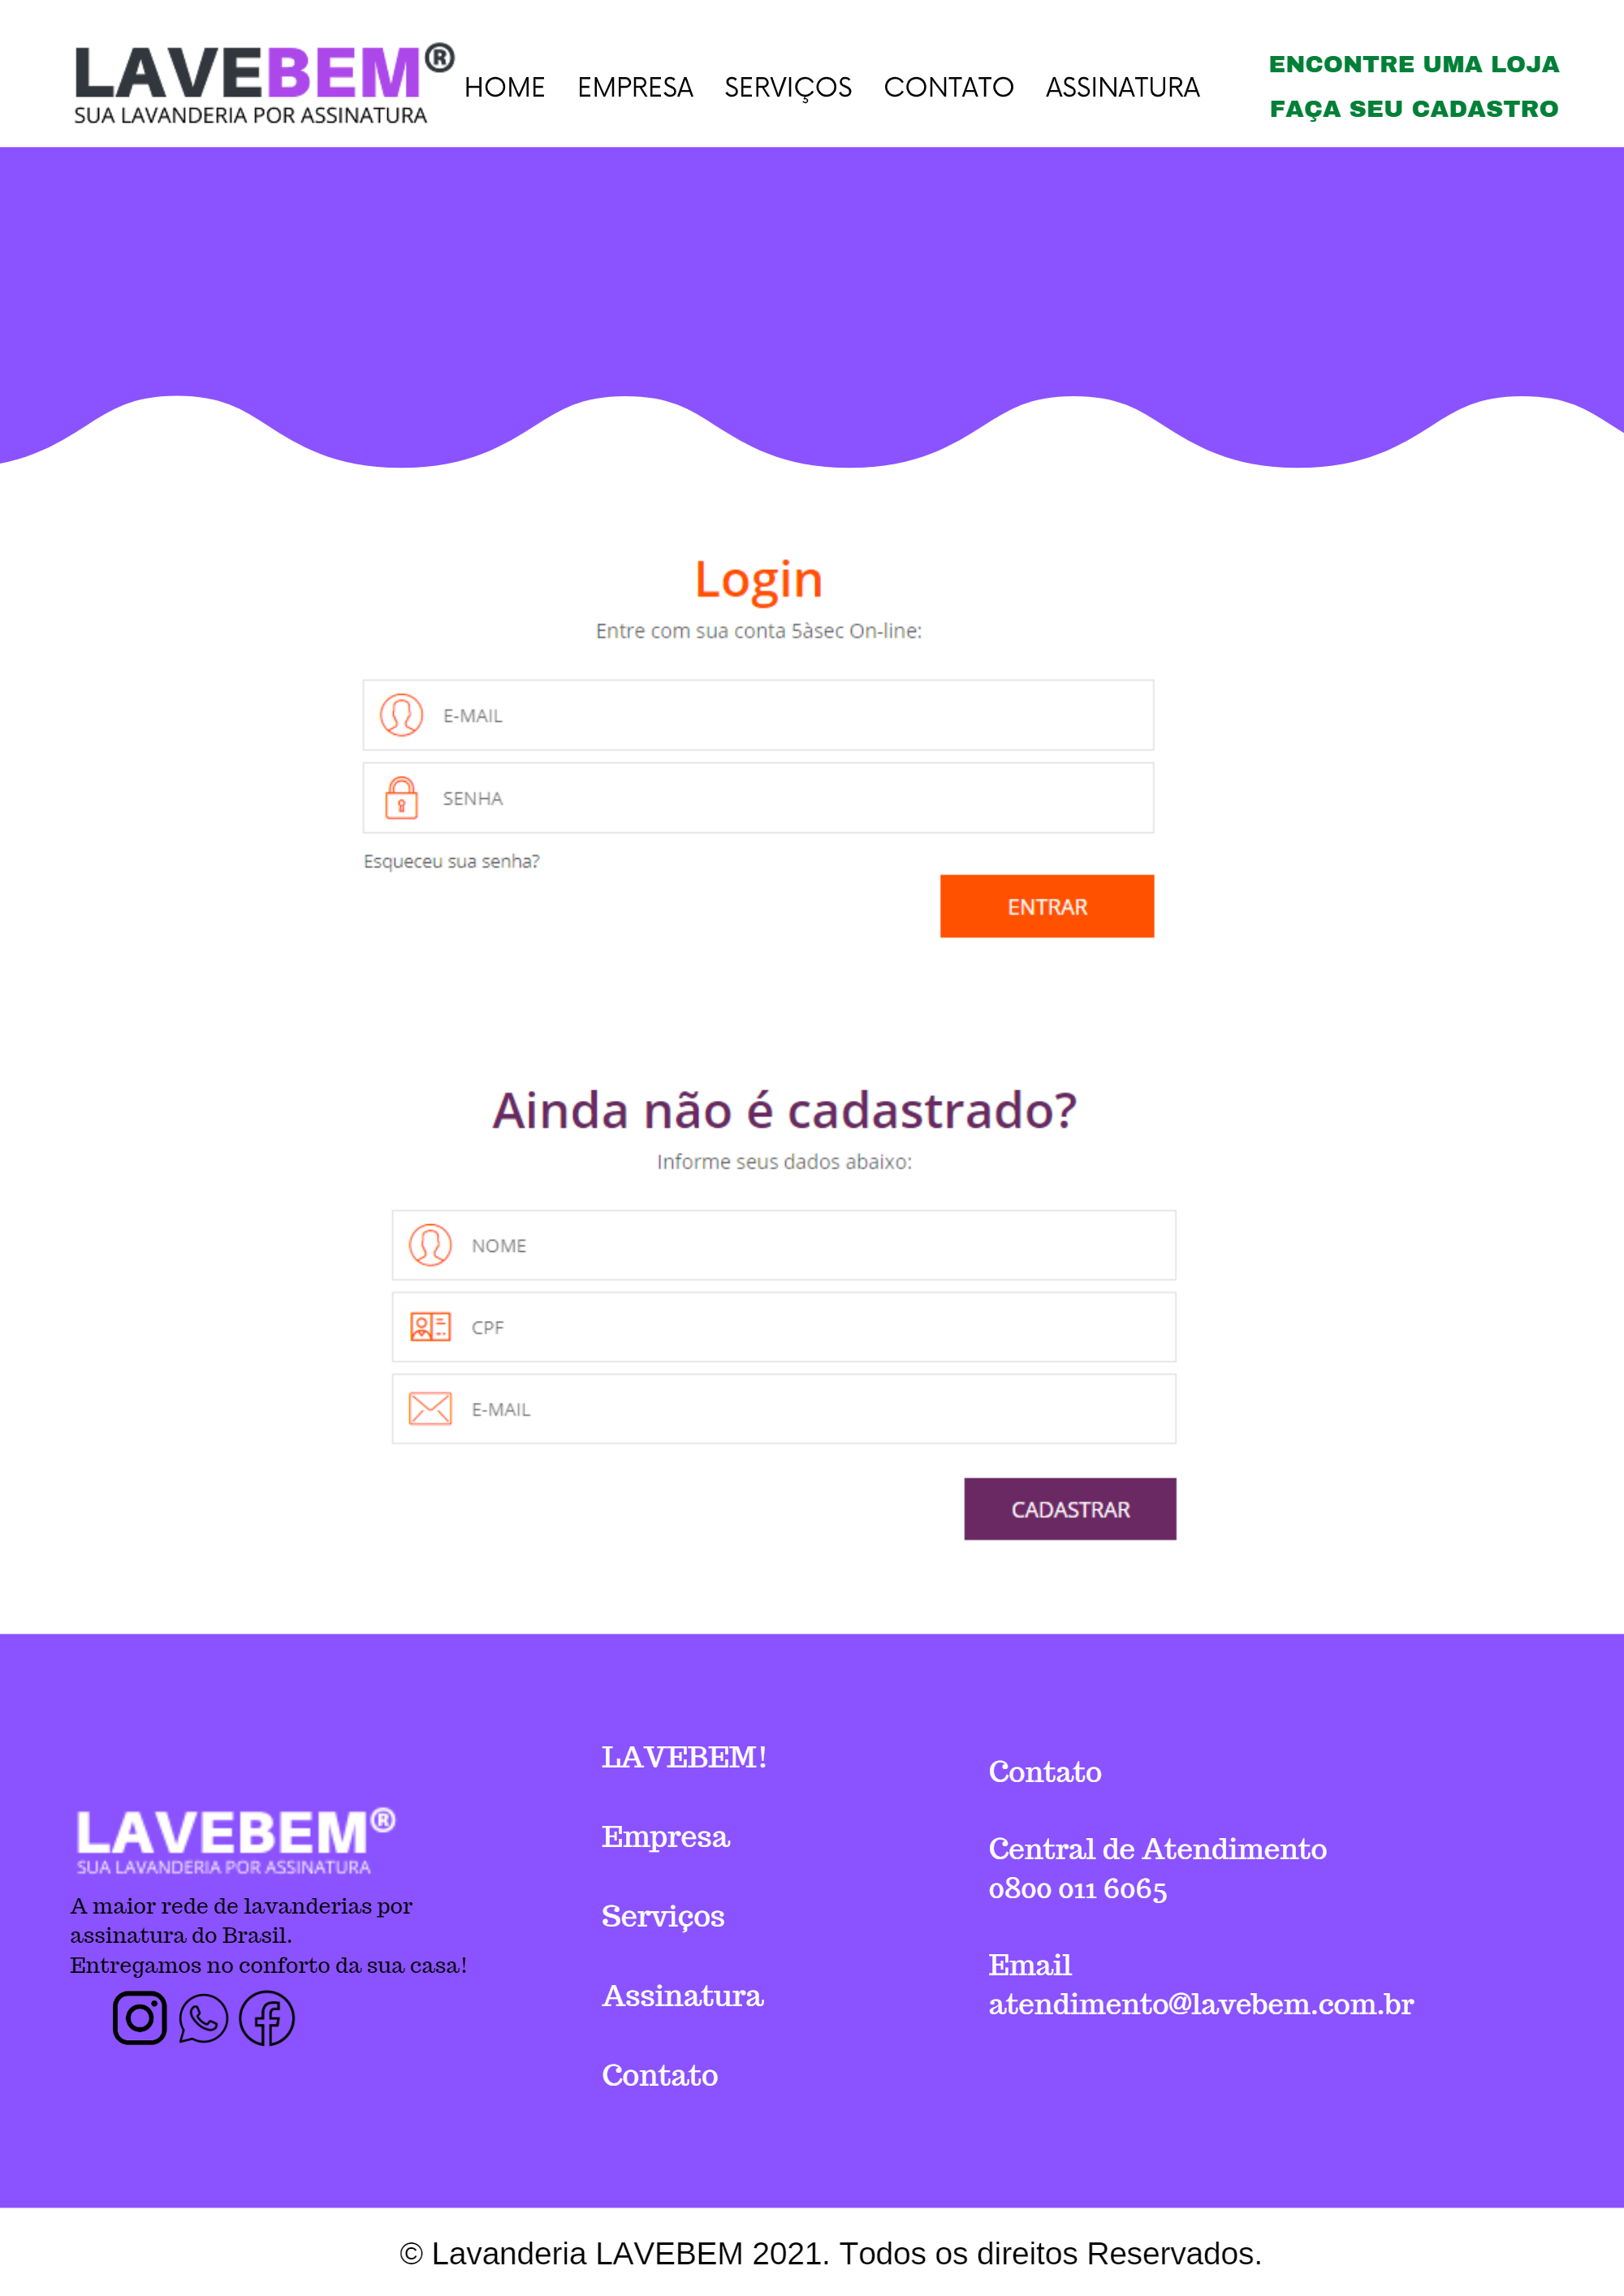 LAVEBEM®
SUA LAVANDERIA POR ASSINATURA
HOME EMPRESA SERVIÇOS CONTATO ASSINATURA
ENCONTRE UMA LOJA
FAÇA SEU CADASTRO
Login
Entre com sua conta 5àsec On-line:
E-MAIL
SENHA
Esqueceu sua senha?
ENTRAR
Ainda não é cadastrado?
Informe seus dados abaixo:
NOME
CPF
E-MAIL
CADASTRAR
LAVEBEM®
SUA LAVANDERIA POR ASSINATURA
A maior rede de lavanderias por
assinatura do Brasil.
Entregamos no conforto da sua casa!
LAVEBEM!
Empresa
Serviços
Assinatura
Contato
Contato
Central de Atendimento
0800 011 6065
Email
atendimento@lavebem.com.br
© Lavanderia LAVEBEM 2021. Todos os direitos Reservados.